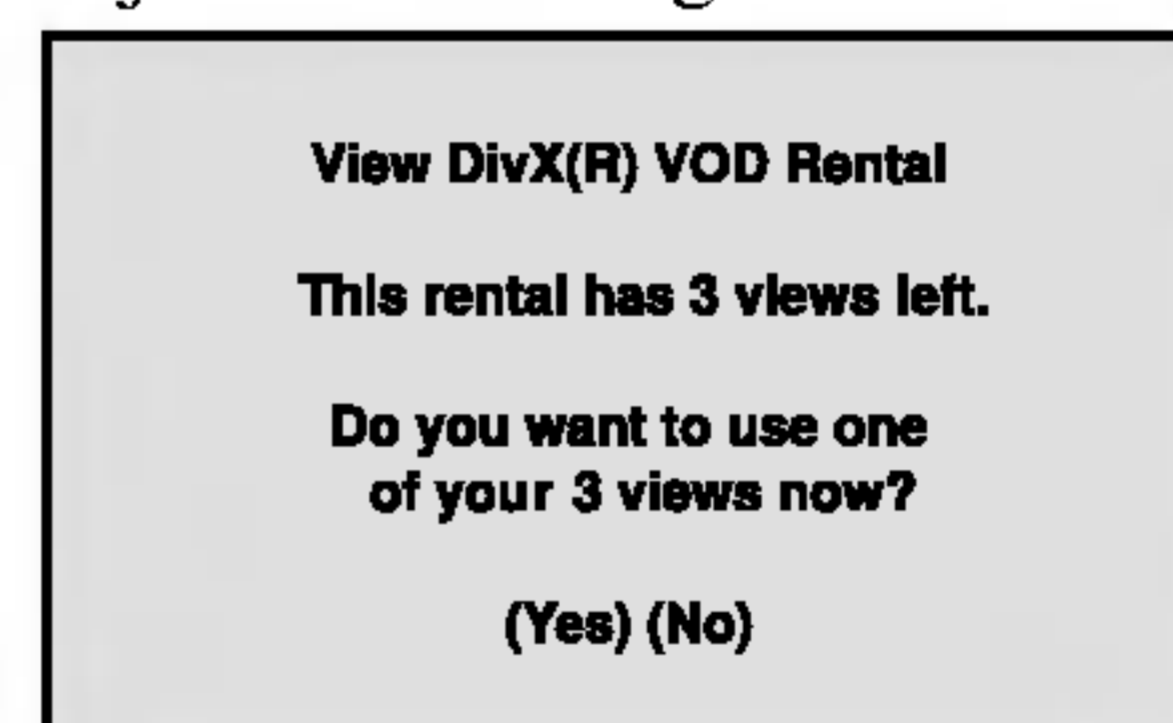 View DivX(R) VOD Rental
This rental has 3 views left.
Do you want to use one
of your 3 views now?
(Yes) (No)